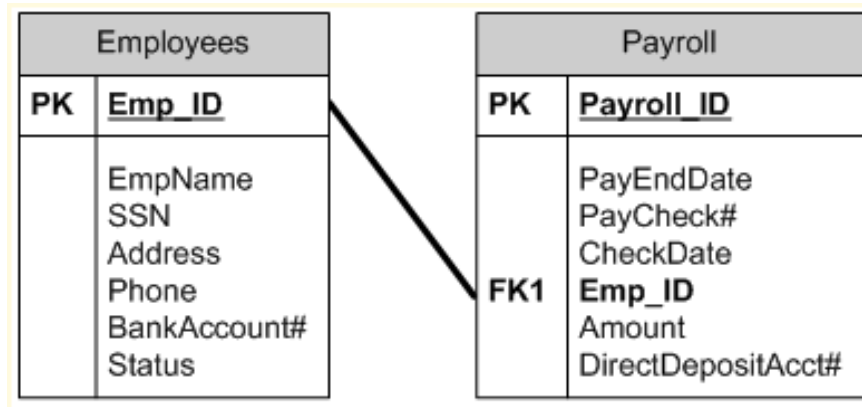 Employees
PK Emp_ID
EmpName
SSN
Address
Phone
BankAccount#
Status
Payroll
PK Payroll_ID
PayEndDate
PayCheck#
CheckDate
FK1 Emp_ID
Amount
DirectDepositAcct#